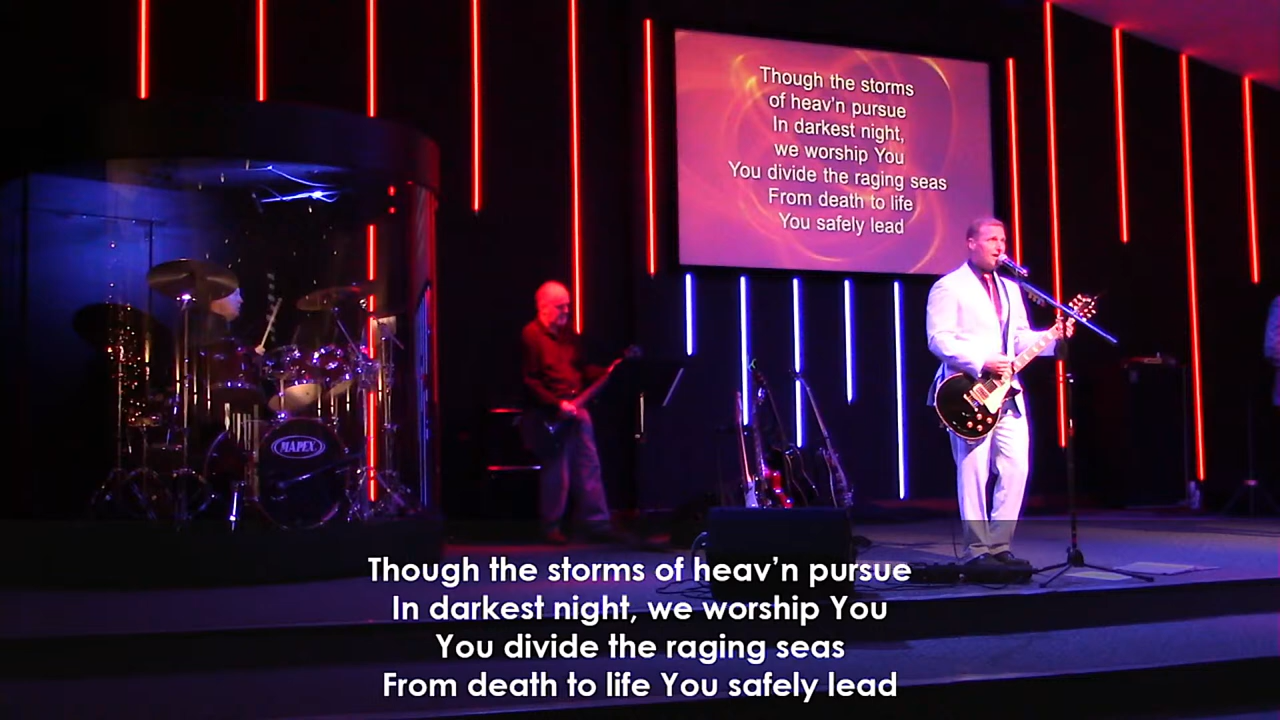 Though the storms
of heav'n pursue
In darkest night,
we worship You
You divide the raging seas
From death to life
You safely lead
MAPEX
Though the storms of heav’n pursue
In darkest night, we worship You
You divide the raging seas
From death to life You safely lead